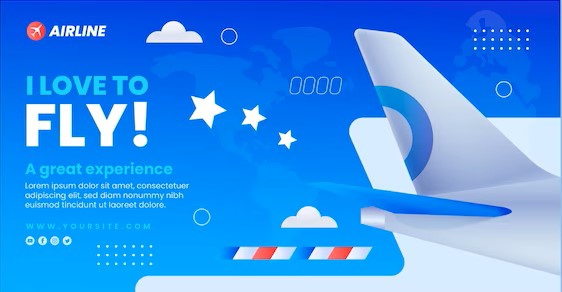 AIRLINE
I LOVE TO
FLY!
0000
A great experience
Lorem ipsum dolor sit amet, consectetuer
adipiscing elit, sed diam nonummy nibh
euismod tincidunt ut laoreet dolore.
WWW.YOURSITE.COM